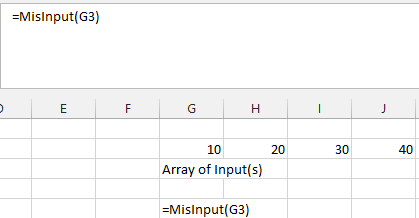 =MisInput(G3)
E F G H I J
10 20 30 40
Array of Input(s)
=MisInput(G3)